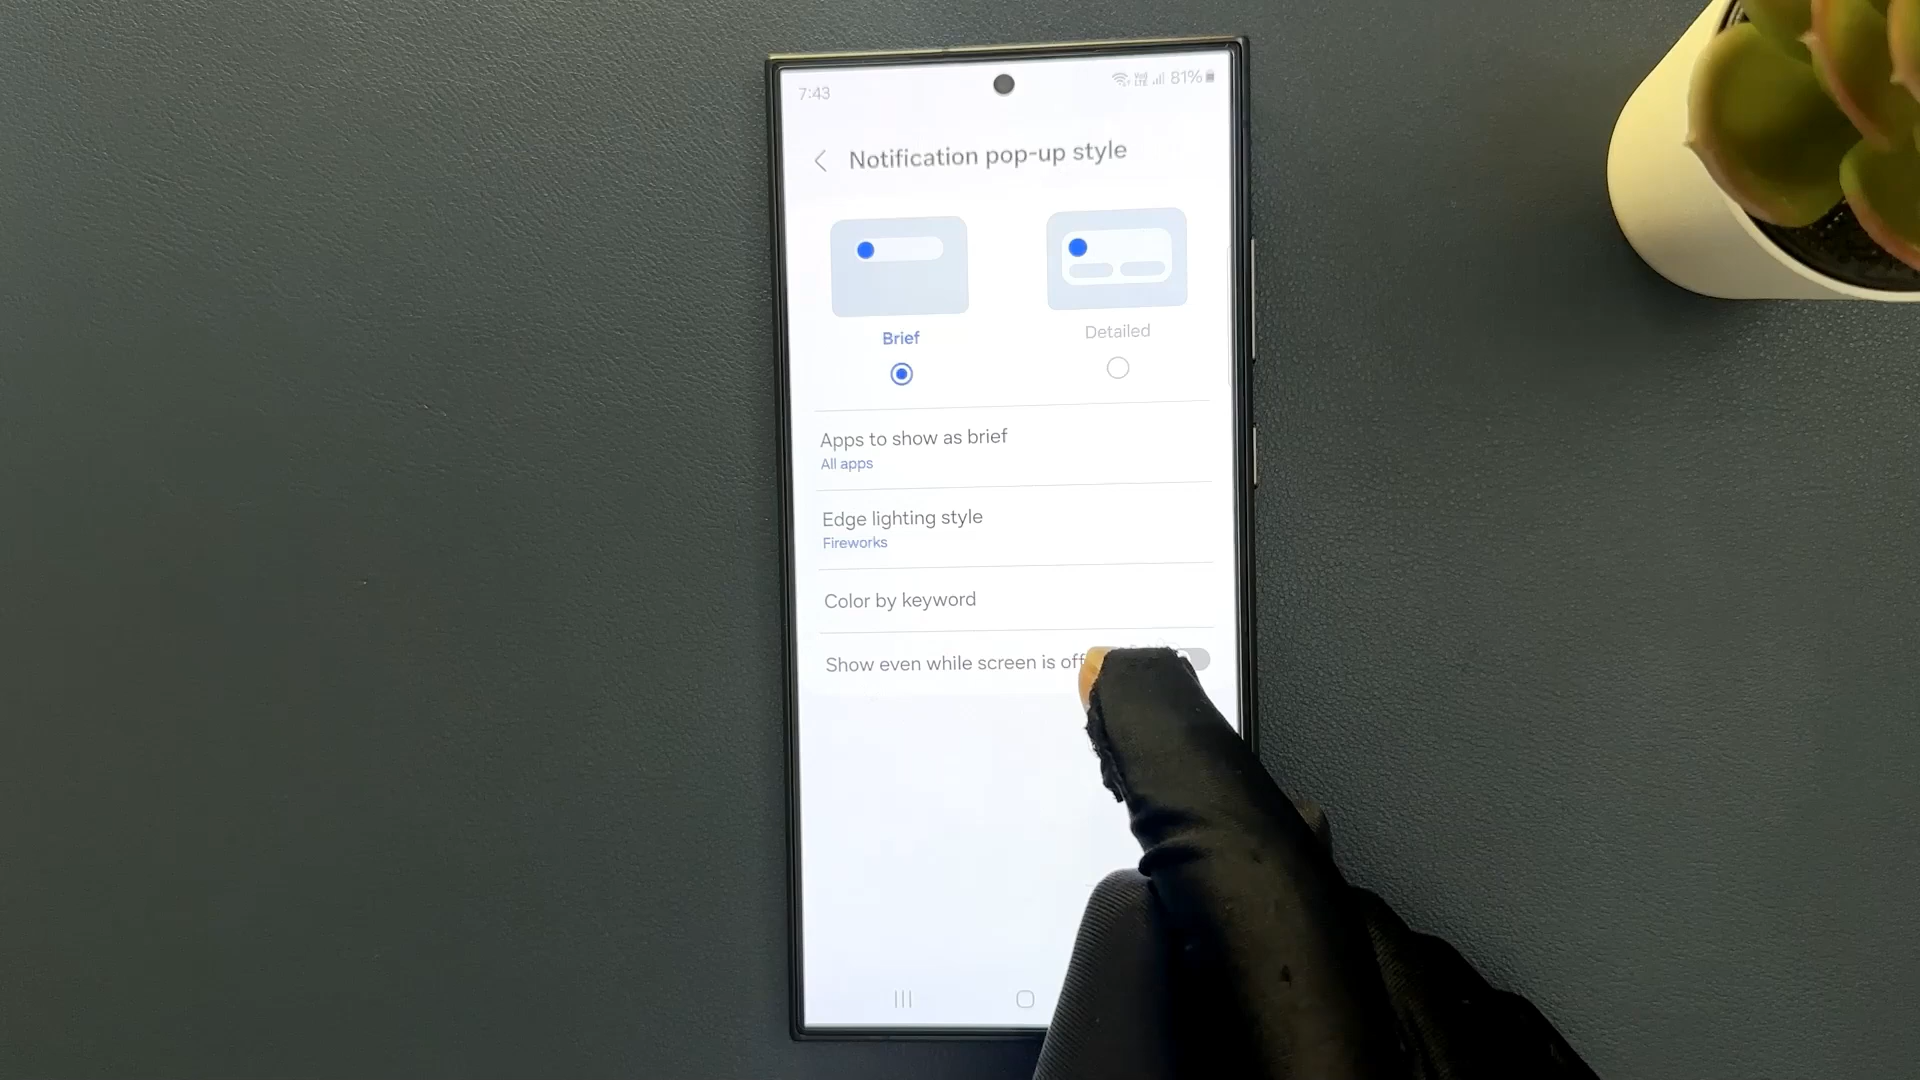 7:43
81%
Notification pop-up style
Brief
Detailed
Apps to show as brief
All apps
Edge lighting style
Fireworks
Color by keyword
Show even while screen is off